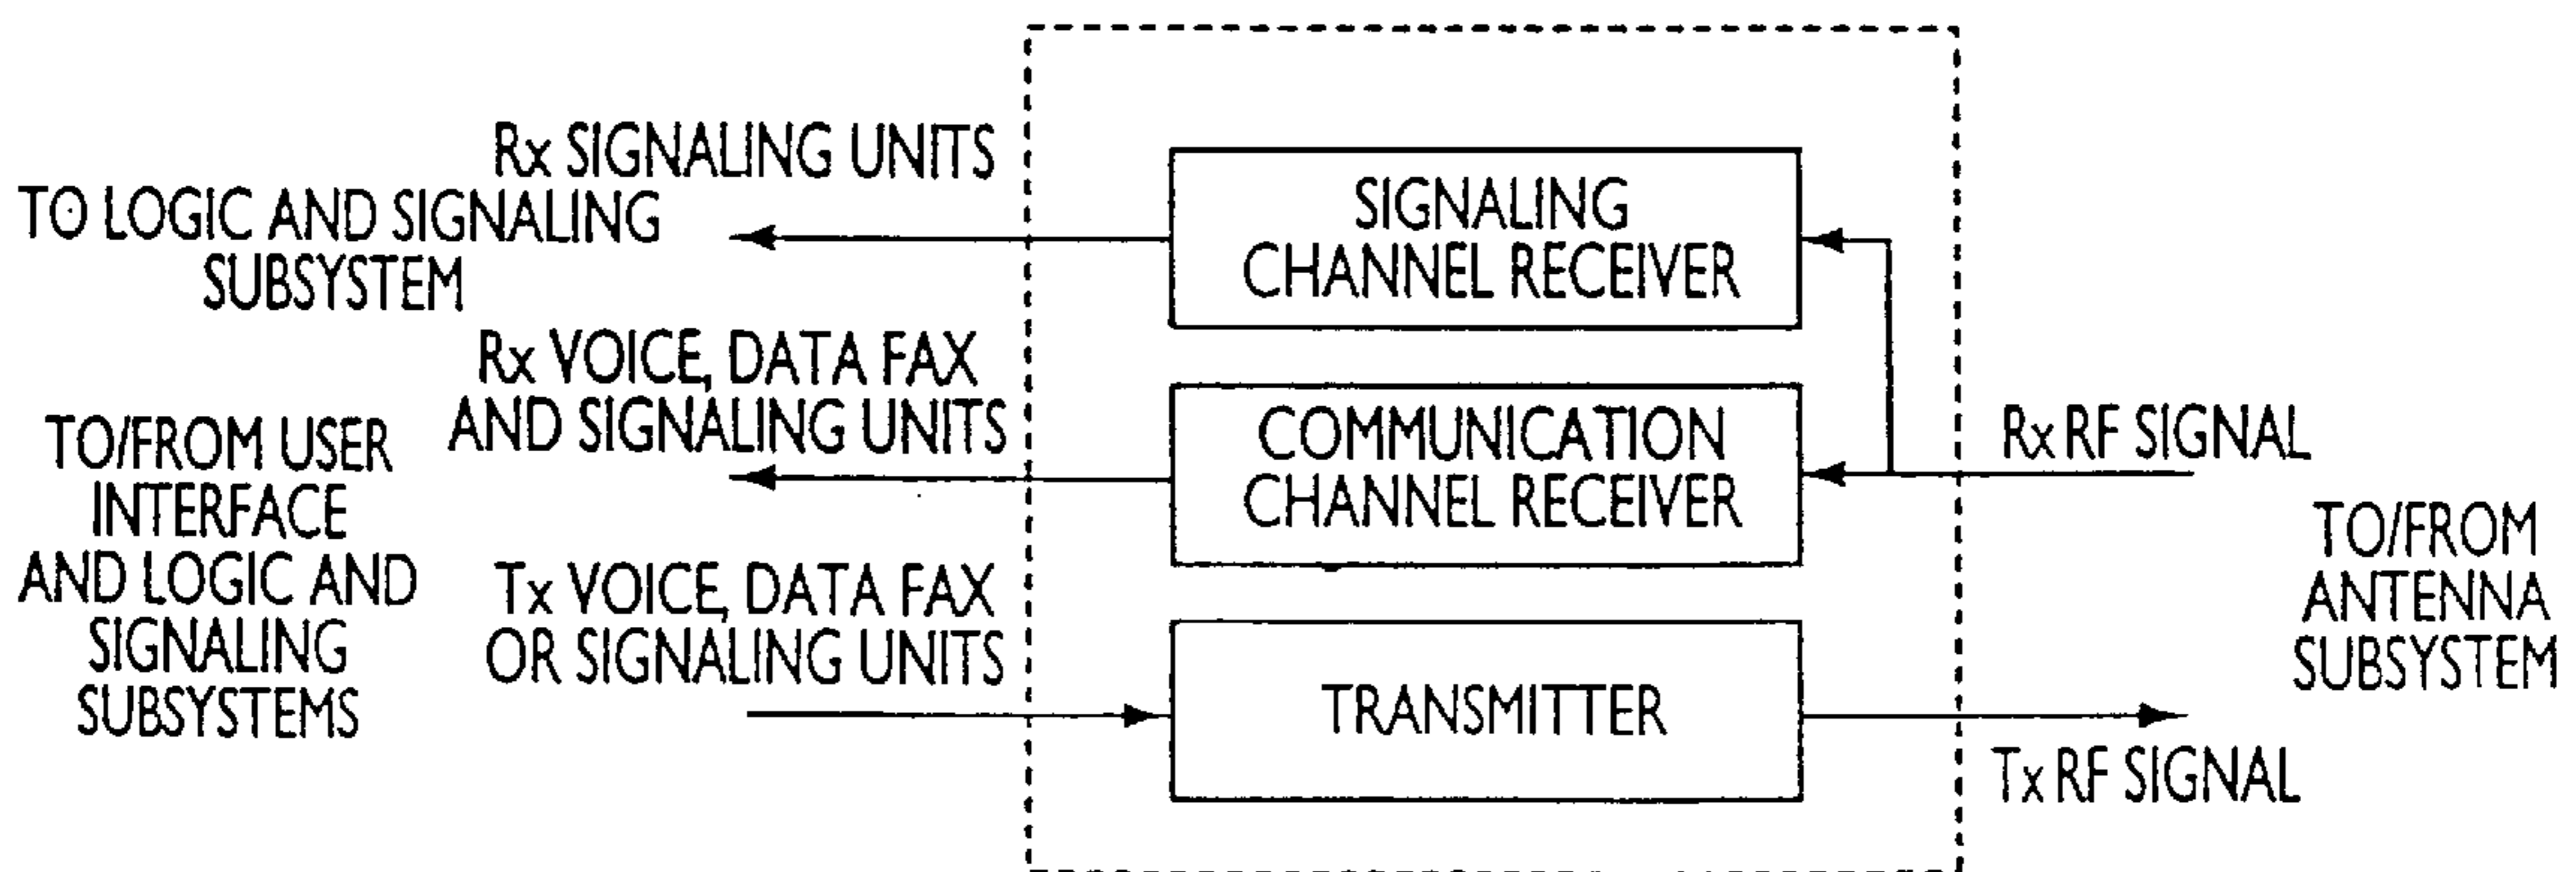 Rx SIGNALING UNITS
TO LOGIC AND SIGNALING
SUBSYSTEM
Rx VOICE, DATA FAX
AND SIGNALING UNITS
TO/FROM USER
INTERFACE
AND LOGIC AND
SIGNALING
SUBSYSTEMS
Tx VOICE, DATA FAX
OR SIGNALING UNITS
SIGNALING
CHANNEL RECEIVER
COMMUNICATION
CHANNEL RECEIVER
TRANSMITTER
Rx RF SIGNAL
TO/FROM
ANTENNA
SUBSYSTEM
Tx RF SIGNAL